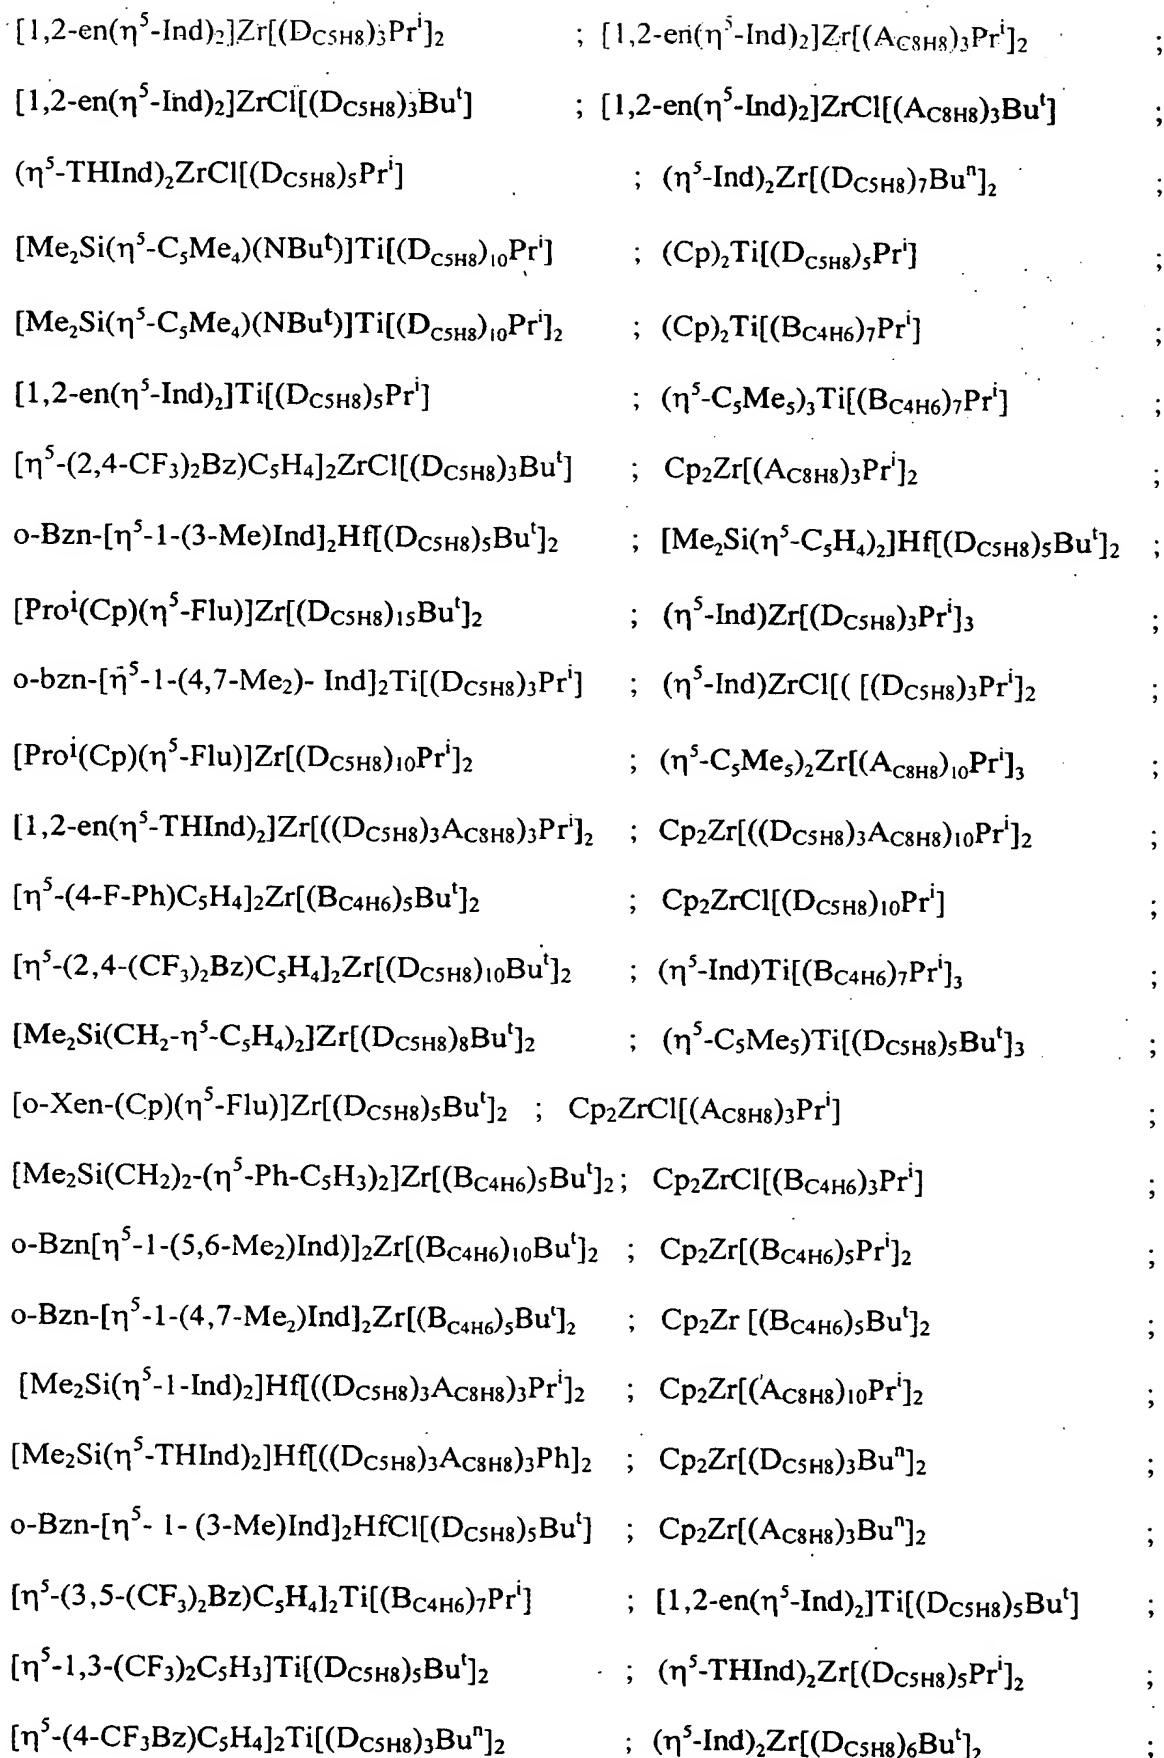 [1,2-en(η⁵-Ind)₂]Zr[(D_C5H8)₃Prⁱ]₂ ; [1,2-en(η⁵-Ind)₂]Zr[(A_C8H8)₃Prⁱ]₂ ;
[1,2-en(η⁵-Ind)₂]ZrCl[(D_C5H8)₃Buᵗ] ; [1,2-en(η⁵-Ind)₂]ZrCl[(A_C8H8)₃Buᵗ] ;
(η⁵-THInd)₂ZrCl[(D_C5H8)₅Prⁱ] ; (η⁵-Ind)₂Zr[(D_C5H8)₇Buⁿ]₂ ;
[Me₂Si(η⁵-C₅Me₄)(NBuᵗ)]Ti[(D_C5H8)₁₀Prⁱ] ; (Cp)₂Ti[(D_C5H8)₅Prⁱ] ;
[Me₂Si(η⁵-C₅Me₄)(NBuᵗ)]Ti[(D_C5H8)₁₀Prⁱ]₂ ; (Cp)₂Ti[(B_C4H6)₇Prⁱ] ;
[1,2-en(η⁵-Ind)₂]Ti[(D_C5H8)₅Prⁱ] ; (η⁵-C₅Me₅)₃Ti[(B_C4H6)₇Prⁱ] ;
[η⁵-(2,4-CF₃)₂Bz)C₅H₄]₂ZrCl[(D_C5H8)₃Buᵗ] ; Cp₂Zr[(A_C8H8)₃Prⁱ]₂ ;
o-Bzn-[η⁵-1-(3-Me)Ind]₂Hf[(D_C5H8)₅Buᵗ]₂ ; [Me₂Si(η⁵-C₅H₄)₂]Hf[(D_C5H8)₅Buᵗ]₂ ;
[Proⁱ(Cp)(η⁵-Flu)]Zr[(D_C5H8)₁₅Buᵗ]₂ ; (η⁵-Ind)Zr[(D_C5H8)₃Prⁱ]₃ ;
o-bzn-[η⁵-1-(4,7-Me₂)- Ind]₂Ti[(D_C5H8)₃Prⁱ] ; (η⁵-Ind)ZrCl[( [(D_C5H8)₃Prⁱ]₂ ;
[Proⁱ(Cp)(η⁵-Flu)]Zr[(D_C5H8)₁₀Prⁱ]₂ ; (η⁵-C₅Me₅)₂Zr[(A_C8H8)₁₀Prⁱ]₃ ;
[1,2-en(η⁵-THInd)₂]Zr[((D_C5H8)₃A_C8H8)₃Prⁱ]₂ ; Cp₂Zr[((D_C5H8)₃A_C8H8)₁₀Prⁱ]₂ ;
[η⁵-(4-F-Ph)C₅H₄]₂Zr[(B_C4H6)₅Buᵗ]₂ ; Cp₂ZrCl[(D_C5H8)₁₀Prⁱ] ;
[η⁵-(2,4-(CF₃)₂Bz)C₅H₄]₂Zr[(D_C5H8)₁₀Buᵗ]₂ ; (η⁵-Ind)Ti[(B_C4H6)₇Prⁱ]₃ ;
[Me₂Si(CH₂-η⁵-C₅H₄)₂]Zr[(D_C5H8)₈Buᵗ]₂ ; (η⁵-C₅Me₅)Ti[(D_C5H8)₅Buᵗ]₃ ;
[o-Xen-(Cp)(η⁵-Flu)]Zr[(D_C5H8)₅Buᵗ]₂ ; Cp₂ZrCl[(A_C8H8)₃Prⁱ] ;
[Me₂Si(CH₂)₂-(η⁵-Ph-C₅H₃)₂]Zr[(B_C4H6)₅Buᵗ]₂ ; Cp₂ZrCl[(B_C4H6)₃Prⁱ] ;
o-Bzn[η⁵-1-(5,6-Me₂)Ind)]₂Zr[(B_C4H6)₁₀Buᵗ]₂ ; Cp₂Zr[(B_C4H6)₅Prⁱ]₂ ;
o-Bzn-[η⁵-1-(4,7-Me₂)Ind]₂Zr[(B_C4H6)₅Buᵗ]₂ ; Cp₂Zr [(B_C4H6)₅Buᵗ]₂ ;
[Me₂Si(η⁵-1-Ind)₂]Hf[((D_C5H8)₃A_C8H8)₃Prⁱ]₂ ; Cp₂Zr[(A_C8H8)₁₀Prⁱ]₂ ;
[Me₂Si(η⁵-THInd)₂]Hf[((D_C5H8)₃A_C8H8)₃Ph]₂ ; Cp₂Zr[(D_C5H8)₃Buⁿ]₂ ;
o-Bzn-[η⁵- 1- (3-Me)Ind]₂HfCl[(D_C5H8)₅Buᵗ] ; Cp₂Zr[(A_C8H8)₃Buⁿ]₂ ;
[η⁵-(3,5-(CF₃)₂Bz)C₅H₄]₂Ti[(B_C4H6)₇Prⁱ] ; [1,2-en(η⁵-Ind)₂]Ti[(D_C5H8)₅Buᵗ] ;
[η⁵-1,3-(CF₃)₂C₅H₃]Ti[(D_C5H8)₅Buᵗ]₂ ; (η⁵-THInd)₂Zr[(D_C5H8)₅Prⁱ]₂ ;
[η⁵-(4-CF₃Bz)C₅H₄]₂Ti[(D_C5H8)₃Buⁿ]₂ ; (η⁵-Ind)₂Zr[(D_C5H8)₆Buᵗ]₂ ;